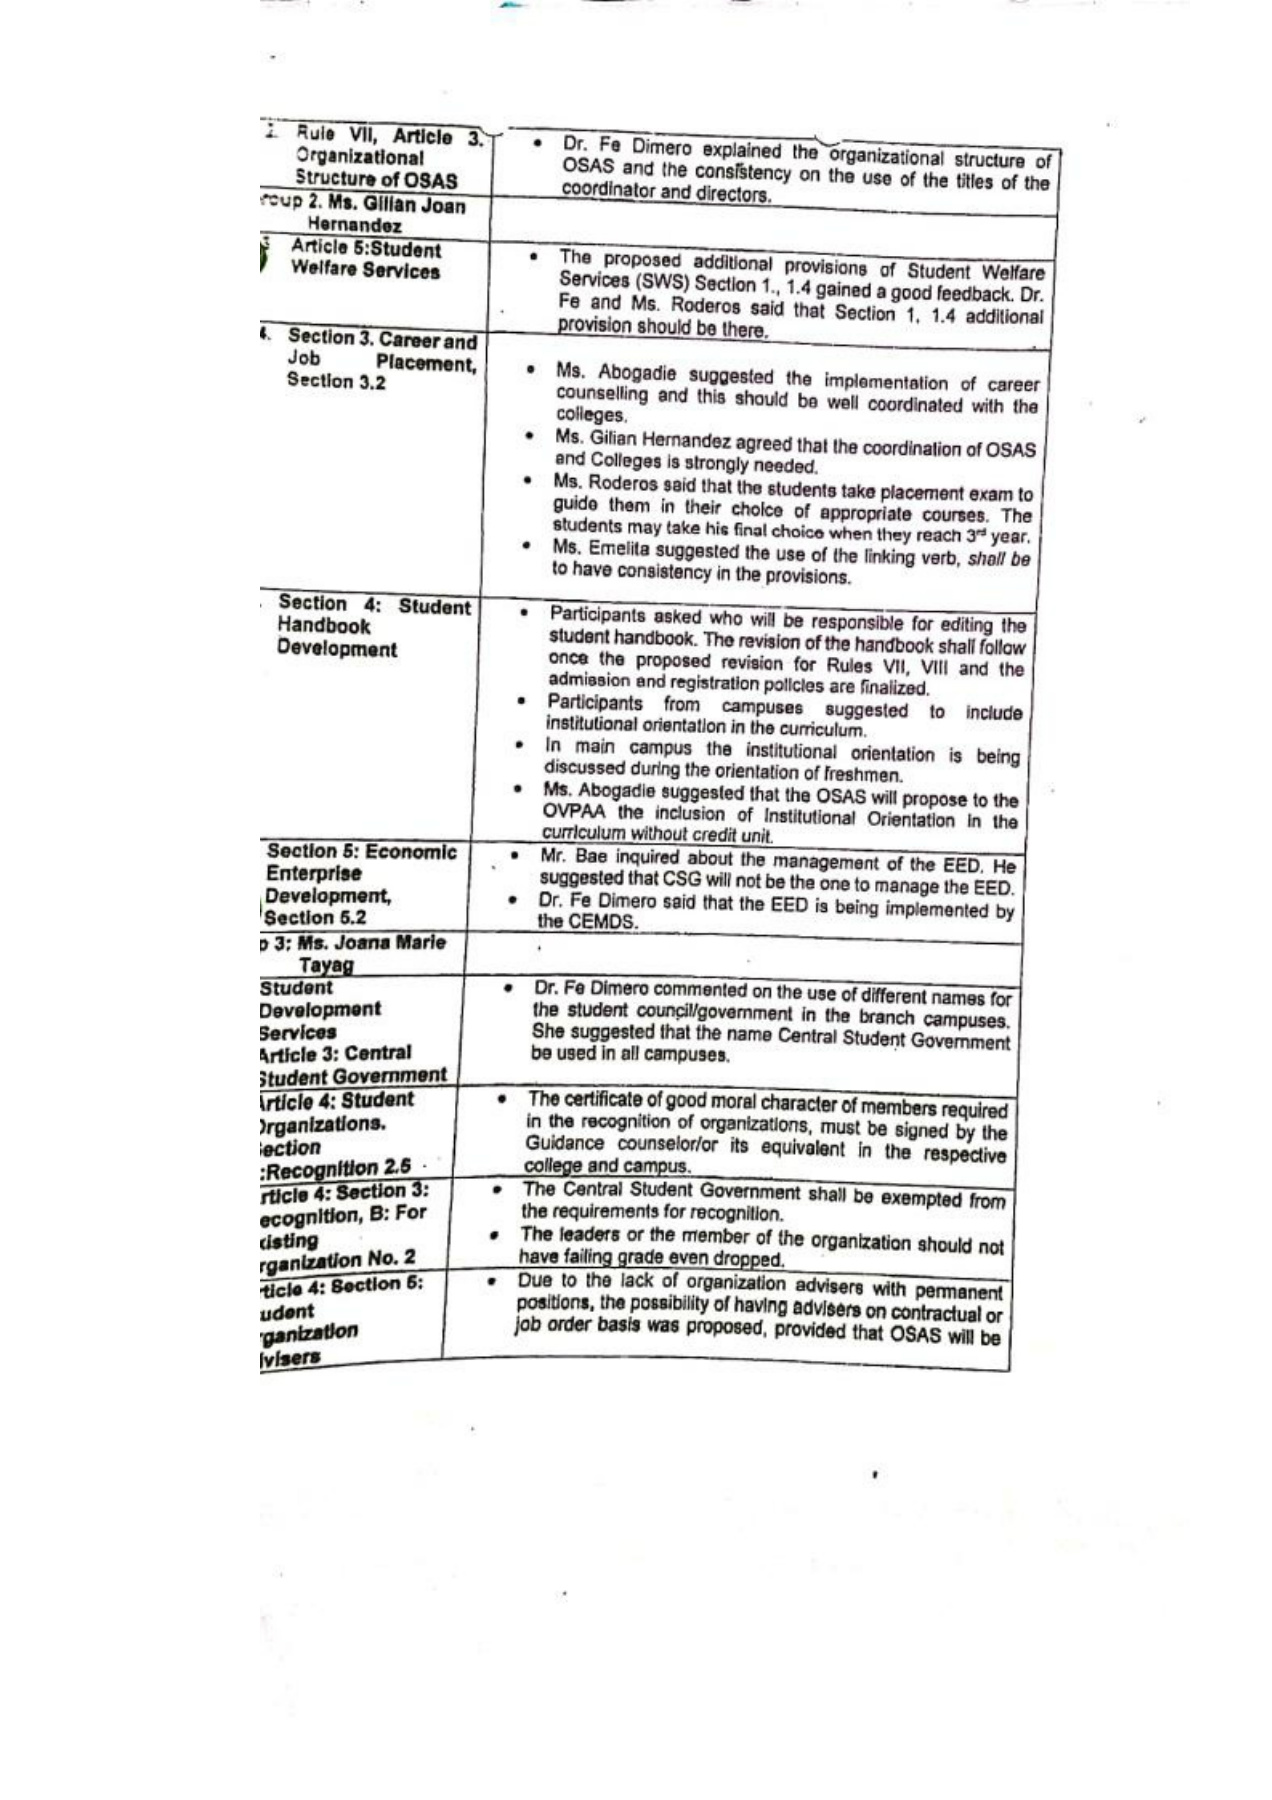 Rule VII, Article 3.
Organizational
Structure of OSAS
• Dr. Fe Dimero explained the organizational structure of
OSAS and the consistency on the use of the titles of the
coordinator and directors.
roup 2. Ms. Gilian Joan
Hernandez
Article 5:Student
Welfare Services
• The proposed additional provisions of Student Welfare
Services (SWS) Section 1., 1.4 gained a good feedback. Dr.
Fe and Ms. Roderos said that Section 1, 1.4 additional
provision should be there.
4. Section 3. Career and
Job Placement,
Section 3.2
• Ms. Abogadie suggested the implementation of career
counselling and this should be well coordinated with the
colleges.
• Ms. Gilian Hernandez agreed that the coordination of OSAS
and Colleges is strongly needed.
• Ms. Roderos said that the students take placement exam to
guide them in their choice of appropriate courses. The
students may take his final choice when they reach 3rd year.
• Ms. Emelita suggested the use of the linking verb, shall be
to have consistency in the provisions.
Section 4: Student
Handbook
Development
• Participants asked who will be responsible for editing the
student handbook. The revision of the handbook shall follow
once the proposed revision for Rules VII, VIII and the
admission and registration policies are finalized.
• Participants from campuses suggested to include
institutional orientation in the curriculum.
• In main campus the institutional orientation is being
discussed during the orientation of freshmen.
• Ms. Abogadie suggested that the OSAS will propose to the
OVPAA the inclusion of Institutional Orientation in the
curriculum without credit unit.
Section 5: Economic
Enterprise
Development,
Section 5.2
• Mr. Bae inquired about the management of the EED. He
suggested that CSG will not be the one to manage the EED.
• Dr. Fe Dimero said that the EED is being implemented by
the CEMDS.
p 3: Ms. Joana Marie
Tayag
Student
Development
Services
Article 3: Central
Student Government
• Dr. Fe Dimero commented on the use of different names for
the student council/government in the branch campuses.
She suggested that the name Central Student Government
be used in all campuses.
Article 4: Student
Organizations.
ection
:Recognition 2.5
• The certificate of good moral character of members required
in the recognition of organizations, must be signed by the
Guidance counselor/or its equivalent in the respective
college and campus.
rticle 4: Section 3:
ecognition, B: For
xisting
rganization No. 2
• The Central Student Government shall be exempted from
the requirements for recognition.
• The leaders or the member of the organization should not
have failing grade even dropped.
ticle 4: Section 5:
udent
ganization
lvisers
• Due to the lack of organization advisers with permanent
positions, the possibility of having advisers on contractual or
job order basis was proposed, provided that OSAS will be